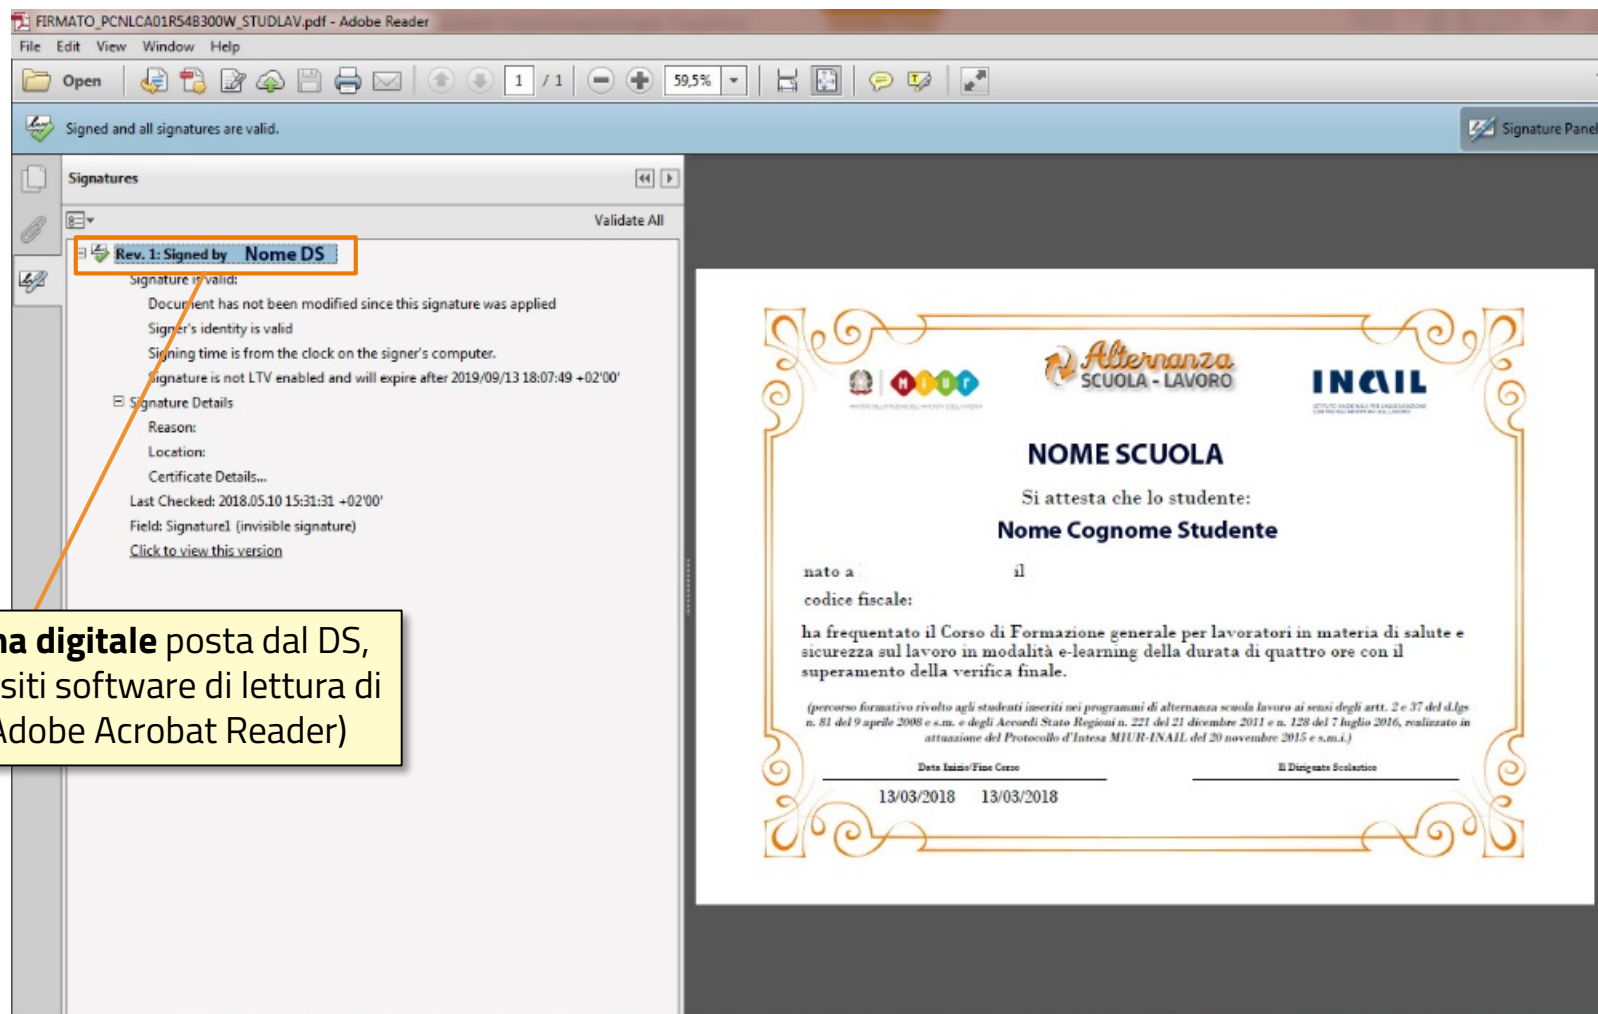 FIRMATO_PCNLCA01R54B300W_STUDLAV.pdf - Adobe Reader
File Edit View Window Help
Open 1 / 1 59,5%
Signed and all signatures are valid.
Signature Panel
Signatures
Validate All
Rev. 1: Signed by Nome DS
Signature is valid:
Document has not been modified since this signature was applied
Signer's identity is valid
Signing time is from the clock on the signer's computer.
Signature is not LTV enabled and will expire after 2019/09/13 18:07:49 +02'00'
Signature Details
Reason:
Location:
Certificate Details...
Last Checked: 2018.05.10 15:31:31 +02'00'
Field: Signature1 (invisible signature)
Click to view this version
na digitale posta dal DS,
siti software di lettura di
Adobe Acrobat Reader)
MIUR
Alternanza
SCUOLA - LAVORO
INAIL
NOME SCUOLA
Si attesta che lo studente:
Nome Cognome Studente
nato a il
codice fiscale:
ha frequentato il Corso di Formazione generale per lavoratori in materia di salute e
sicurezza sul lavoro in modalità e-learning della durata di quattro ore con il
superamento della verifica finale.
(percorso formativo rivolto agli studenti inseriti nei programmi di alternanza scuola lavoro ai sensi degli artt. 2 e 37 del d.lgs
n. 81 del 9 aprile 2008 e s.m. e degli Accordi Stato Regioni n. 221 del 21 dicembre 2011 e n. 128 del 7 luglio 2016, realizzato in
attuazione del Protocollo d'Intesa MIUR-INAIL del 20 novembre 2015 e s.m.i.)
Data Inizio/Fine Corso Il Dirigente Scolastico
13/03/2018 13/03/2018